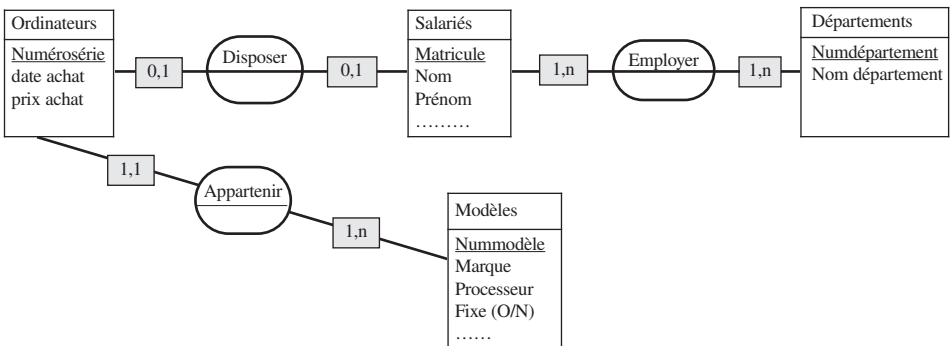 Ordinateurs
Numérosérie
date achat
prix achat
0,1
Disposer
0,1
Salariés
Matricule
Nom
Prénom
………
1,n
Employer
1,n
Départements
Numdépartement
Nom département
1,1
Appartenir
1,n
Modèles
Nummodèle
Marque
Processeur
Fixe (O/N)
……